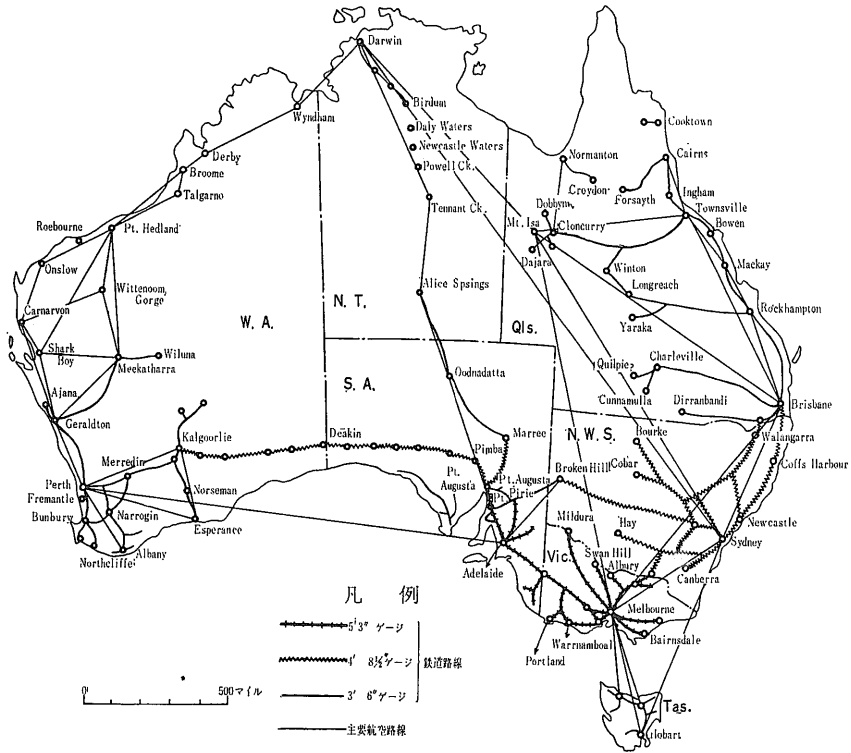 Darwin
Birdum
Daly Waters
Newcastle Waters
Powell Ck.
Tennant Ck.
Alice Spsings
Wyndham
Derby
Broome
Talgarno
Roebourne
Pt. Hedland
Onslow
Wittenoom
Gorge
Carnarvon
Shark
Boy
Meekatharra
Wiluna
Ajana
Geraldton
Kalgoorlie
Merredin
Perth
Fremantle
Bunbury
Narrogin
Norseman
Esperance
Albany
Northcliffe
Deakin
W. A.
N. T.
S. A.
Qls.
N. W. S.
Vic.
Tas.
Cooktown
Cairns
Normanton
Croydon
Forsayth
Ingham
Townsville
Bowen
Dobbyn
Mt. Isa
Cloncurry
Dajara
Mackay
Winton
Longreach
Rockhampton
Yaraka
Quilpie
Charleville
Cunnamulla
Dirranbandi
Brisbane
Walangarra
Coffs Harbour
Oodnadatta
Marree
Pimba
Pt.
Augusta
Pt. Augusta
Pt.
Pirie
Broken Hill
Bourke
Cobar
Newcastle
Sydney
Mildura
Hay
Swan Hill
Albury
Canberra
Adelaide
Melbourne
Bairnsdale
Warrnambool
Portland
Hobart
凡 例
5' 3" ゲージ
4' 8½" ゲージ
鉄道路線
3' 6" ゲージ
主要航空路線
0 500 マイル